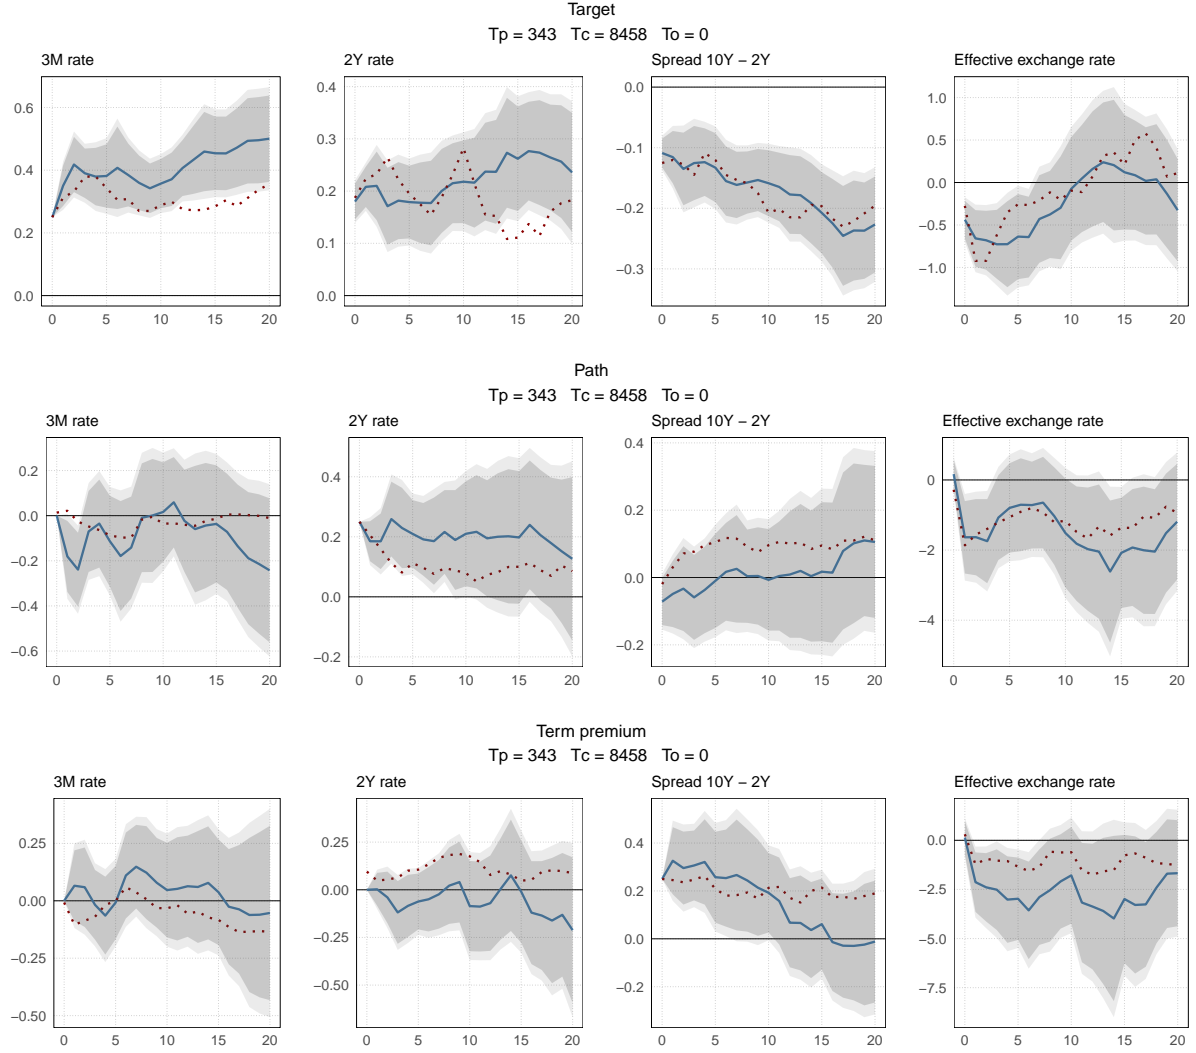 Target
Tp = 343 Tc = 8458 To = 0
3M rate 2Y rate Spread 10Y − 2Y Effective exchange rate
0.6 0.4 0.0 1.0
0.4 0.3 −0.1 0.5
0.2 0.2 −0.2 0.0
0.0 0.1 −0.3 −0.5
0.0 −1.0
0 5 10 15 20 0 5 10 15 20 0 5 10 15 20 0 5 10 15 20
Path
Tp = 343 Tc = 8458 To = 0
3M rate 2Y rate Spread 10Y − 2Y Effective exchange rate
0.2 0.4 0.4 0
0.0 0.2 0.2 −2
−0.2 0.0 0.0 −4
−0.4 −0.2 −0.2
−0.6
0 5 10 15 20 0 5 10 15 20 0 5 10 15 20 0 5 10 15 20
Term premium
Tp = 343 Tc = 8458 To = 0
3M rate 2Y rate Spread 10Y − 2Y Effective exchange rate
0.25 0.25 0.4 0.0
0.00 0.00 0.2 −2.5
−0.25 −0.25 0.0 −5.0
−0.50 −0.50 −0.2 −7.5
0 5 10 15 20 0 5 10 15 20 0 5 10 15 20 0 5 10 15 20